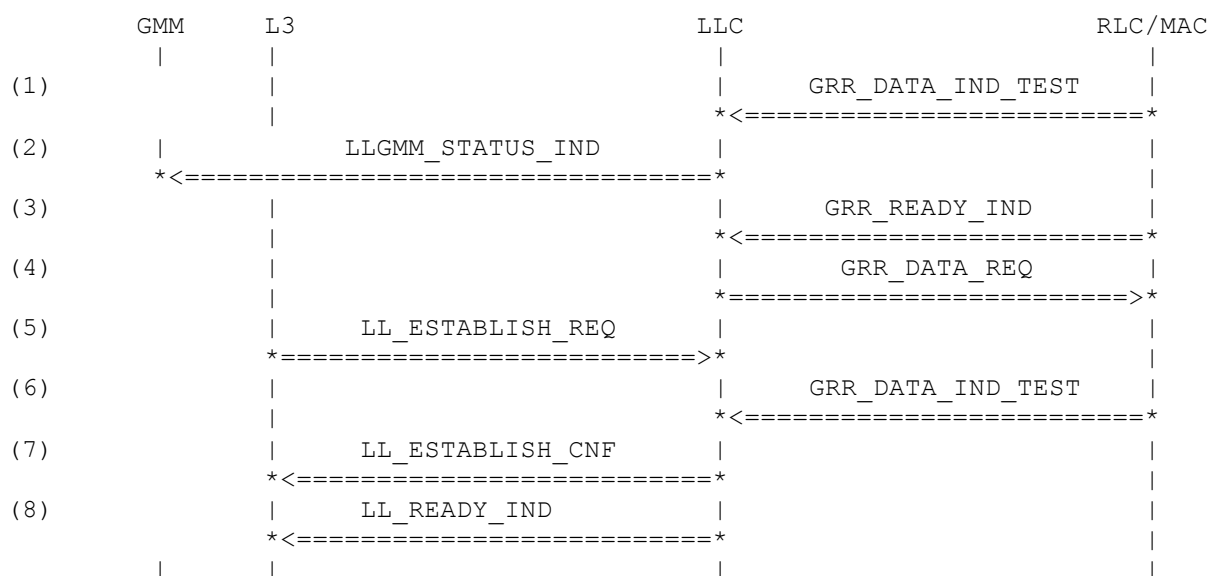 GMM L3 LLC RLC/MAC
| | | |
(1) | | GRR_DATA_IND_TEST |
| *<=========================*
(2) | LLGMM_STATUS_IND | |
*<=================================* |
(3) | | GRR_READY_IND |
| *<=========================*
(4) | | GRR_DATA_REQ |
| *=========================>*
(5) | LL_ESTABLISH_REQ | |
*==========================>* |
(6) | | GRR_DATA_IND_TEST |
| *<=========================*
(7) | LL_ESTABLISH_CNF | |
*<==========================* |
(8) | LL_READY_IND | |
*<==========================* |
| | | |